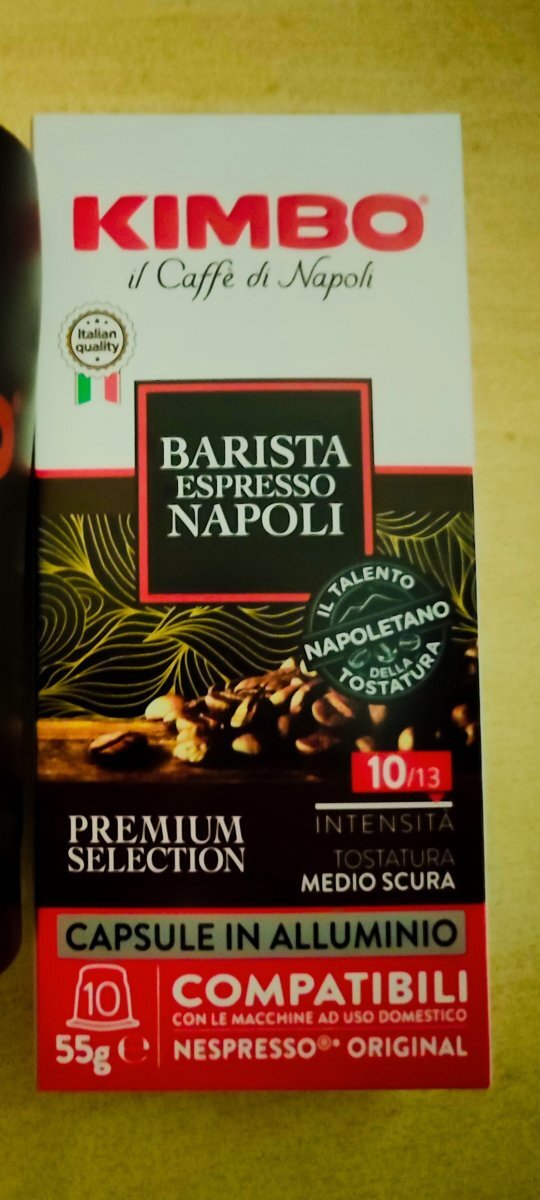 KIMBO®
il Caffè di Napoli
Italian
quality
BARISTA
ESPRESSO
NAPOLI
IL TALENTO
NAPOLETANO
DELLA
TOSTATURA
10/13
INTENSITÀ
TOSTATURA
MEDIO SCURA
PREMIUM
SELECTION
CAPSULE IN ALLUMINIO
10
55g e
COMPATIBILI
CON LE MACCHINE AD USO DOMESTICO
NESPRESSO®* ORIGINAL